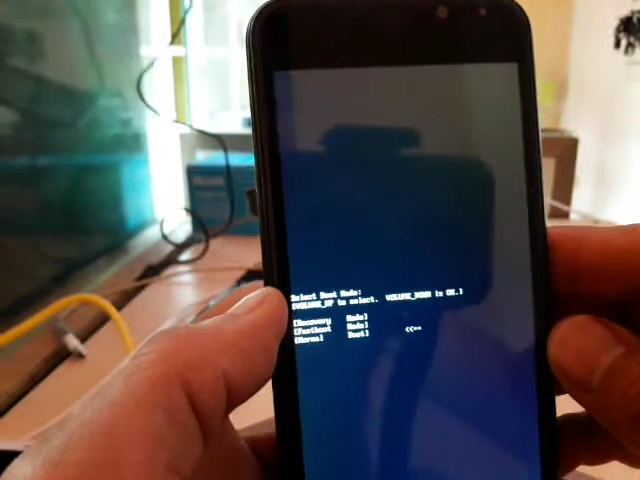 Select Boot Mode:
[VOLUME_UP to select.  VOLUME_DOWN is OK.]
[Recovery    Mode]
[Fastboot    Mode]         <<==
[Normal      Boot]